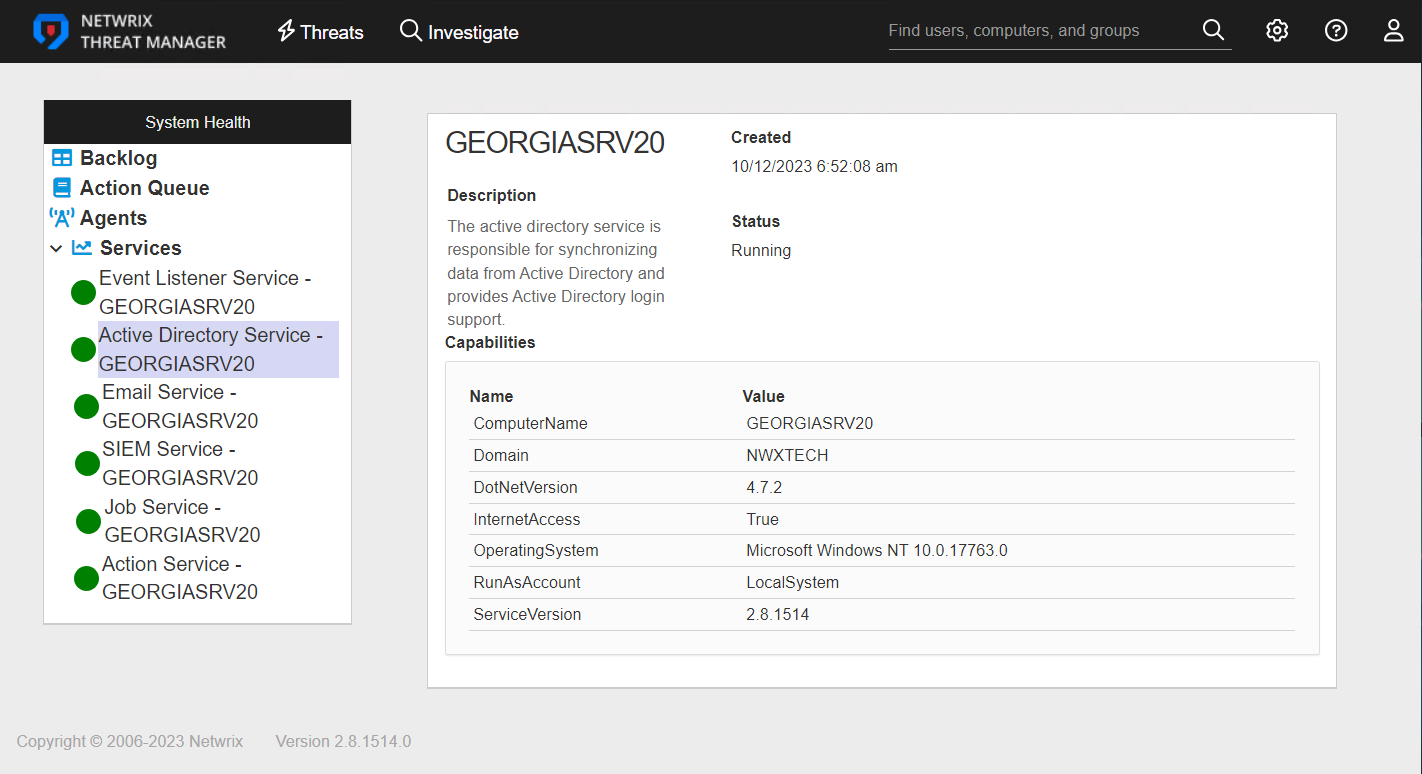 NETWRIX
THREAT MANAGER
Threats
Investigate
Find users, computers, and groups
System Health
Backlog
Action Queue
Agents
Services
Event Listener Service -
GEORGIASRV20
Active Directory Service -
GEORGIASRV20
Email Service -
GEORGIASRV20
SIEM Service -
GEORGIASRV20
Job Service -
GEORGIASRV20
Action Service -
GEORGIASRV20
GEORGIASRV20
Description
The active directory service is
responsible for synchronizing
data from Active Directory and
provides Active Directory login
support.
Created
10/12/2023 6:52:08 am
Status
Running
Capabilities
Name Value
ComputerName GEORGIASRV20
Domain NWXTECH
DotNetVersion 4.7.2
InternetAccess True
OperatingSystem Microsoft Windows NT 10.0.17763.0
RunAsAccount LocalSystem
ServiceVersion 2.8.1514
Copyright © 2006-2023 Netwrix Version 2.8.1514.0